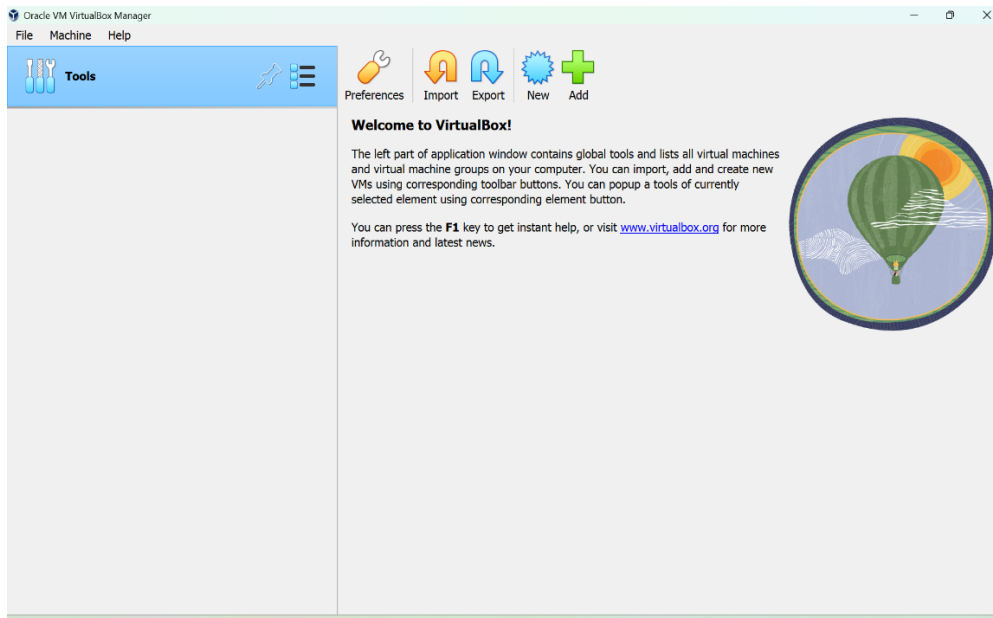 Oracle VM VirtualBox Manager
File Machine Help
Tools
Preferences Import Export New Add
Welcome to VirtualBox!
The left part of application window contains global tools and lists all virtual machines
and virtual machine groups on your computer. You can import, add and create new
VMs using corresponding toolbar buttons. You can popup a tools of currently
selected element using corresponding element button.
You can press the F1 key to get instant help, or visit www.virtualbox.org for more
information and latest news.